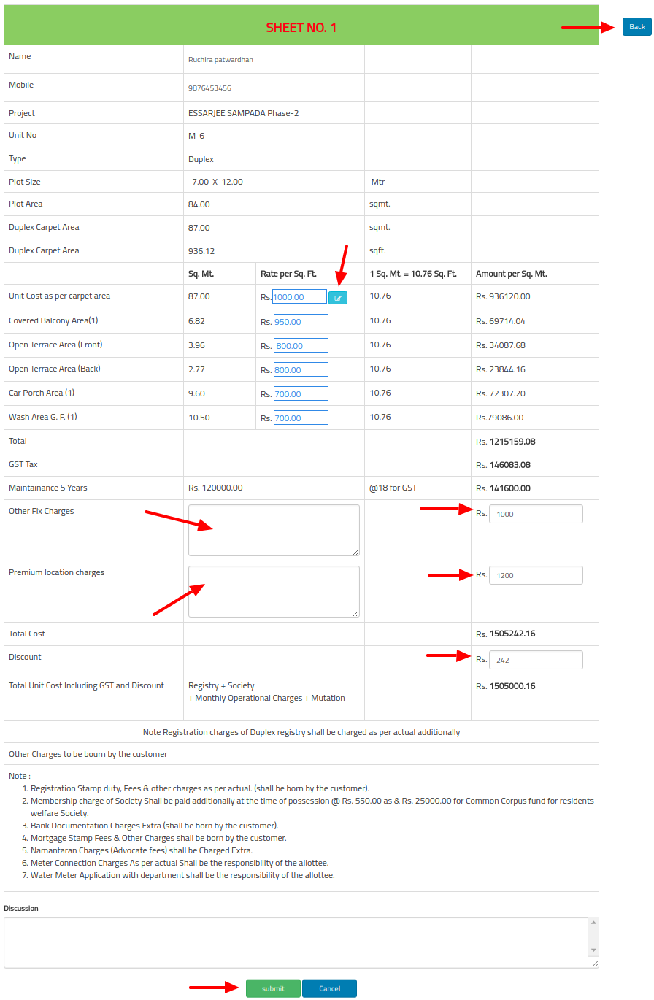 SHEET NO. 1
Back
Name Ruchira patwardhan
Mobile 9876453456
Project ESSARJEE SAMPADA Phase-2
Unit No M-6
Type Duplex
Plot Size 7.00 X 12.00 Mtr
Plot Area 84.00 sqmt.
Duplex Carpet Area 87.00 sqmt.
Duplex Carpet Area 936.12 sqft.
Sq. Mt. Rate per Sq. Ft. 1 Sq. Mt. = 10.76 Sq. Ft. Amount per Sq. Mt.
Unit Cost as per carpet area 87.00 Rs. 1000.00 10.76 Rs. 936120.00
Covered Balcony Area(1) 6.82 Rs. 950.00 10.76 Rs. 69714.04
Open Terrace Area (Front) 3.96 Rs. 800.00 10.76 Rs. 34087.68
Open Terrace Area (Back) 2.77 Rs. 800.00 10.76 Rs. 23844.16
Car Porch Area (1) 9.60 Rs. 700.00 10.76 Rs. 72307.20
Wash Area G. F. (1) 10.50 Rs. 700.00 10.76 Rs.79086.00
Total Rs. 1215159.08
GST Tax Rs. 146083.08
Maintainance 5 Years Rs. 120000.00 @18 for GST Rs. 141600.00
Other Fix Charges Rs. 1000
Premium location charges Rs. 1200
Total Cost Rs. 1505242.16
Discount Rs. 242
Total Unit Cost Including GST and Discount Registry + Society Rs. 1505000.16
+ Monthly Operational Charges + Mutation
Note Registration charges of Duplex registry shall be charged as per actual additionally
Other Charges to be bourn by the customer
Note :
1. Registration Stamp duty, Fees & other charges as per actual. (shall be born by the customer).
2. Membership charge of Society Shall be paid additionally at the time of possession @ Rs. 550.00 as & Rs. 25000.00 for Common Corpus fund for residents
welfare Society.
3. Bank Documentation Charges Extra (shall be born by the customer).
4. Mortgage Stamp Fees & Other Charges shall be born by the customer.
5. Namantaran Charges (Advocate fees) shall be Charged Extra.
6. Meter Connection Charges As per actual Shall be the responsibility of the allottee.
7. Water Meter Application with department shall be the responsibility of the allottee.
Discussion
submit Cancel